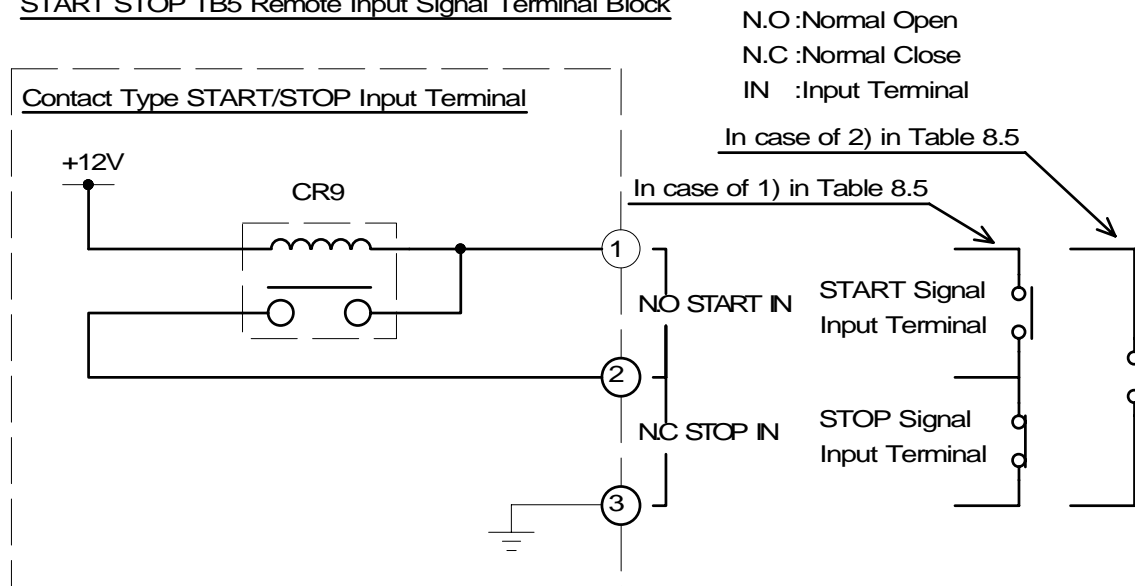 START STOP TB5 Remote Input Signal Terminal Block
N.O :Normal Open
N.C :Normal Close
IN :Input Terminal
Contact Type START/STOP Input Terminal
In case of 2) in Table 8.5
+12V
CR9
In case of 1) in Table 8.5
1
N.O START IN
START Signal
Input Terminal
2
N.C STOP IN
STOP Signal
Input Terminal
3